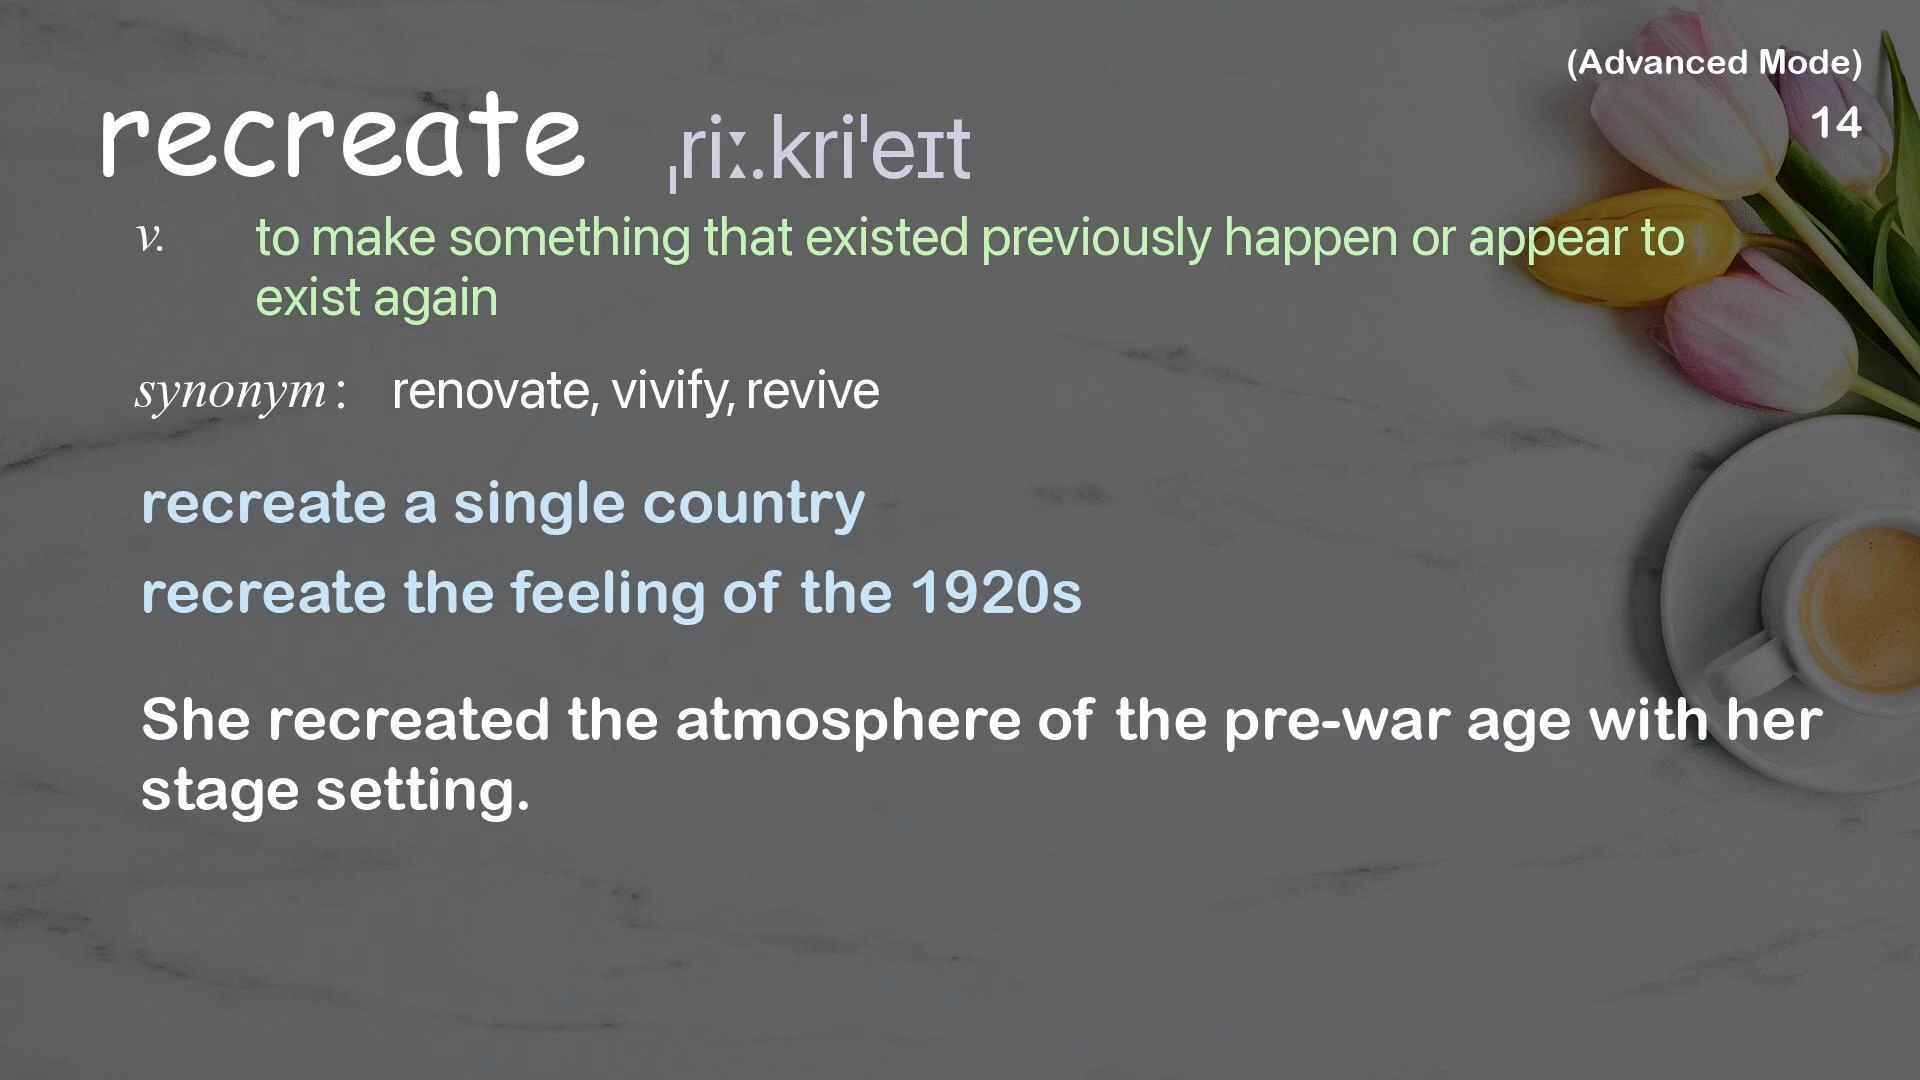 (Advanced Mode)
14
recreate ˌriː.kriˈeɪt
v. to make something that existed previously happen or appear to
exist again
synonym: renovate, vivify, revive
recreate a single country
recreate the feeling of the 1920s
She recreated the atmosphere of the pre-war age with her
stage setting.